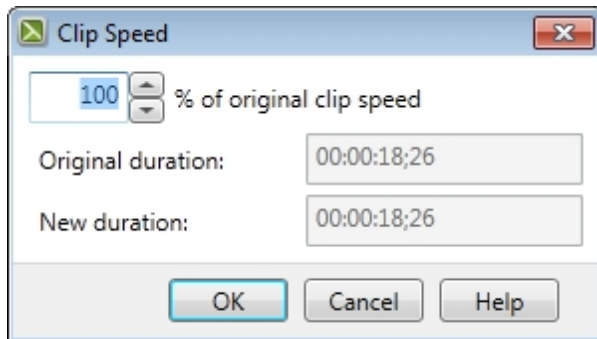 Clip Speed
100 % of original clip speed
Original duration: 00:00:18;26
New duration: 00:00:18;26
OK Cancel Help